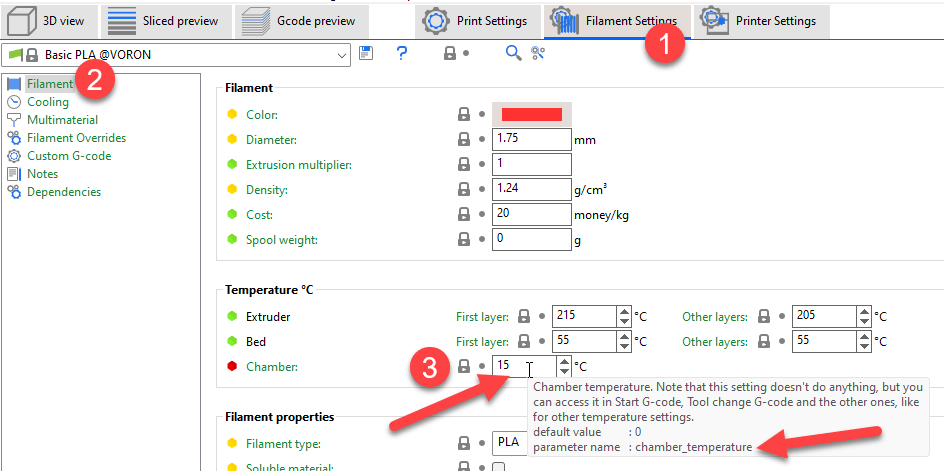 3D view Sliced preview Gcode preview Print Settings Filament Settings Printer Settings
1
Basic PLA @VORON ?
2
Filament
Cooling
Multimaterial
Filament Overrides
Custom G-code
Notes
Dependencies
Filament
Color:
Diameter: 1.75 mm
Extrusion multiplier: 1
Density: 1.24 g/cm³
Cost: 20 money/kg
Spool weight: 0 g
Temperature °C
Extruder First layer: 215 °C Other layers: 205 °C
Bed First layer: 55 °C Other layers: 55 °C
Chamber: 3 15 °C
Chamber temperature. Note that this setting doesn't do anything, but you
can access it in Start G-code, Tool change G-code and the other ones, like
for other temperature settings.
default value : 0
parameter name : chamber_temperature
Filament properties
Filament type: PLA
Soluble material: